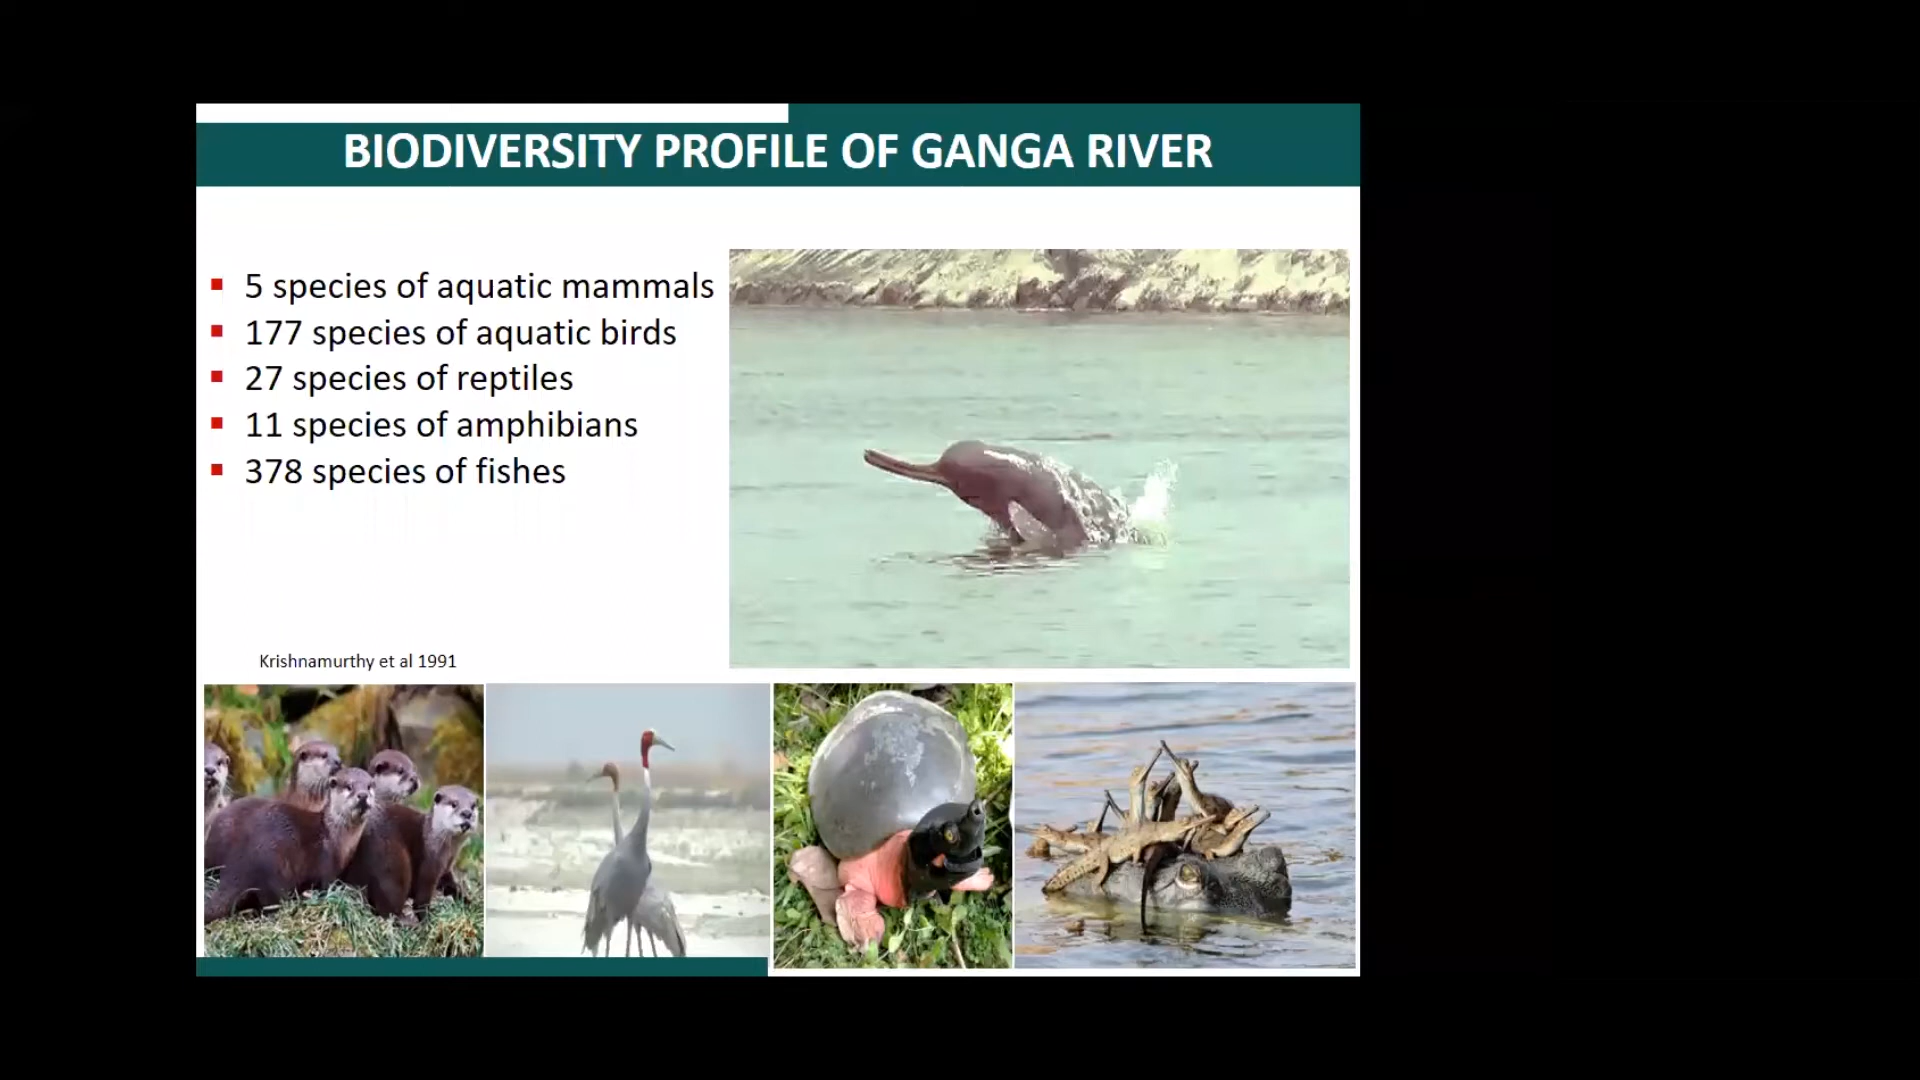 BIODIVERSITY PROFILE OF GANGA RIVER
5 species of aquatic mammals
177 species of aquatic birds
27 species of reptiles
11 species of amphibians
378 species of fishes
Krishnamurthy et al 1991